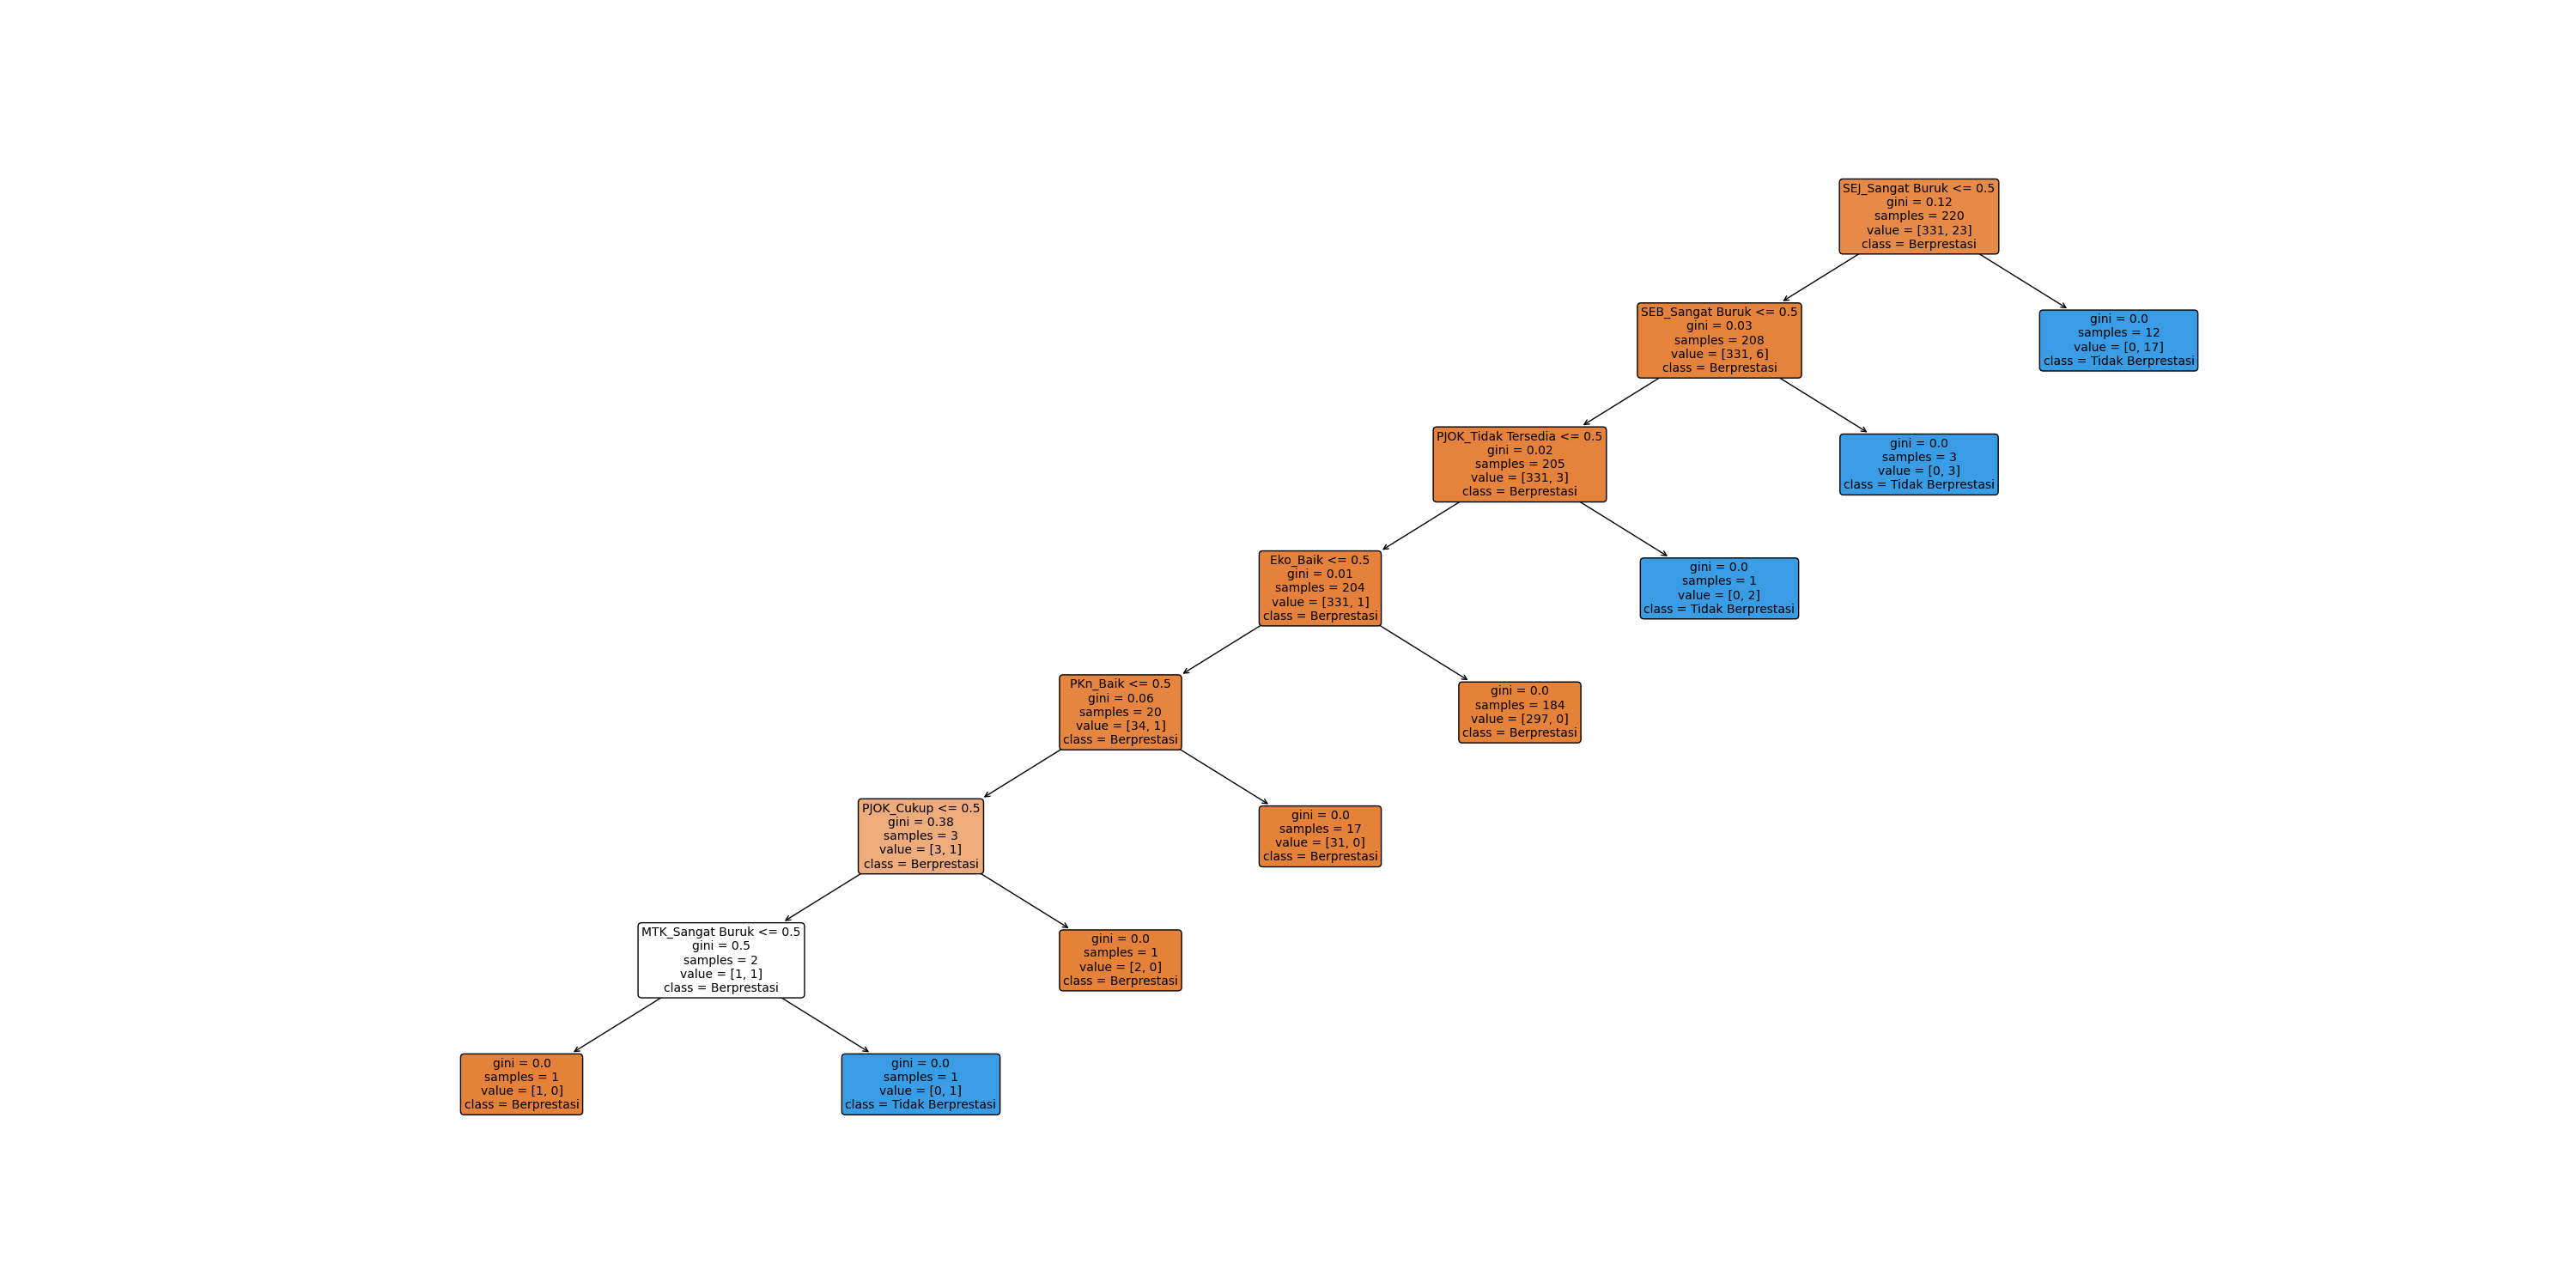 SEJ_Sangat Buruk <= 0.5
gini = 0.12
samples = 220
value = [331, 23]
class = Berprestasi
SEB_Sangat Buruk <= 0.5
gini = 0.03
samples = 208
value = [331, 6]
class = Berprestasi
gini = 0.0
samples = 12
value = [0, 17]
class = Tidak Berprestasi
PJOK_Tidak Tersedia <= 0.5
gini = 0.02
samples = 205
value = [331, 3]
class = Berprestasi
gini = 0.0
samples = 3
value = [0, 3]
class = Tidak Berprestasi
Eko_Baik <= 0.5
gini = 0.01
samples = 204
value = [331, 1]
class = Berprestasi
gini = 0.0
samples = 1
value = [0, 2]
class = Tidak Berprestasi
PKn_Baik <= 0.5
gini = 0.06
samples = 20
value = [34, 1]
class = Berprestasi
gini = 0.0
samples = 184
value = [297, 0]
class = Berprestasi
PJOK_Cukup <= 0.5
gini = 0.38
samples = 3
value = [3, 1]
class = Berprestasi
gini = 0.0
samples = 17
value = [31, 0]
class = Berprestasi
MTK_Sangat Buruk <= 0.5
gini = 0.5
samples = 2
value = [1, 1]
class = Berprestasi
gini = 0.0
samples = 1
value = [2, 0]
class = Berprestasi
gini = 0.0
samples = 1
value = [1, 0]
class = Berprestasi
gini = 0.0
samples = 1
value = [0, 1]
class = Tidak Berprestasi